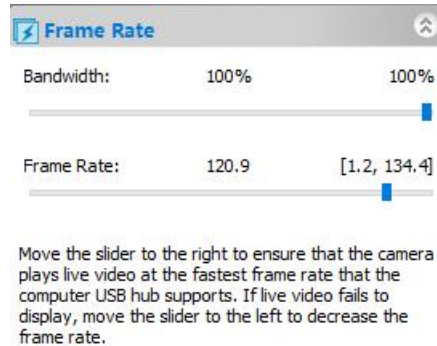 Frame Rate
Bandwidth: 100% 100%
Frame Rate: 120.9 [1.2, 134.4]
Move the slider to the right to ensure that the camera
plays live video at the fastest frame rate that the
computer USB hub supports. If live video fails to
display, move the slider to the left to decrease the
frame rate.